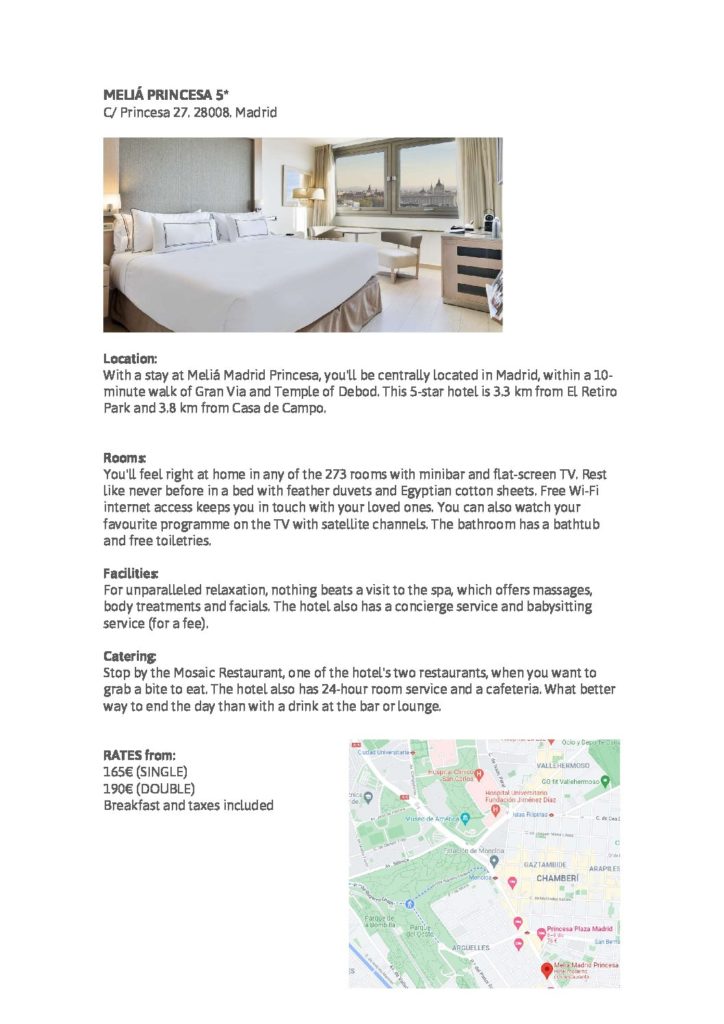 MELIÁ PRINCESA 5*
C/ Princesa 27. 28008. Madrid
Location:
With a stay at Meliá Madrid Princesa, you'll be centrally located in Madrid, within a 10-
minute walk of Gran Via and Temple of Debod. This 5-star hotel is 3.3 km from El Retiro
Park and 3.8 km from Casa de Campo.
Rooms:
You'll feel right at home in any of the 273 rooms with minibar and flat-screen TV. Rest
like never before in a bed with feather duvets and Egyptian cotton sheets. Free Wi-Fi
internet access keeps you in touch with your loved ones. You can also watch your
favourite programme on the TV with satellite channels. The bathroom has a bathtub
and free toiletries.
Facilities:
For unparalleled relaxation, nothing beats a visit to the spa, which offers massages,
body treatments and facials. The hotel also has a concierge service and babysitting
service (for a fee).
Catering:
Stop by the Mosaic Restaurant, one of the hotel's two restaurants, when you want to
grab a bite to eat. The hotel also has 24-hour room service and a cafeteria. What better
way to end the day than with a drink at the bar or lounge.
RATES from:
165€ (SINGLE)
190€ (DOUBLE)
Breakfast and taxes included
Ciudad Universitaria
VALLEHERMOSO
Hospital Clínico
San Carlos
GO fit Vallehermoso
Hospital Universitario
Fundación Jiménez Díaz
Islas Filipinas
Museo de América
Estación de Moncloa
GAZTAMBIDE
ARAPILES
Moncloa
CHAMBERÍ
Parque de
la Bombilla
Parque
del Oeste
Princesa Plaza Madrid
ARGÜELLES
San Bern
Meliá Madrid Princesa